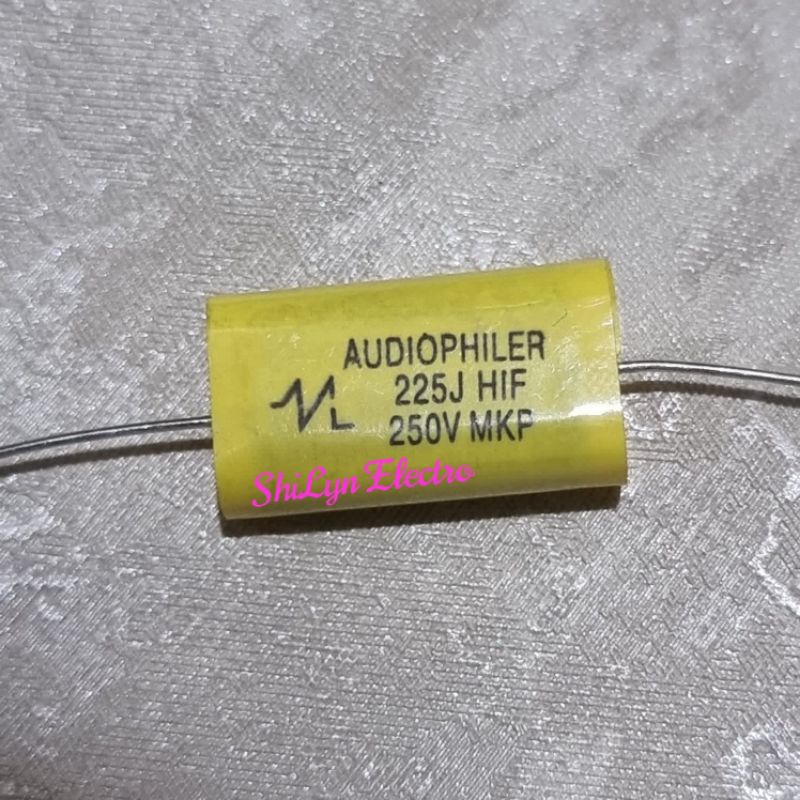 AUDIOPHILER
225J HIF
L 250V MKP
ShiLyn Electro